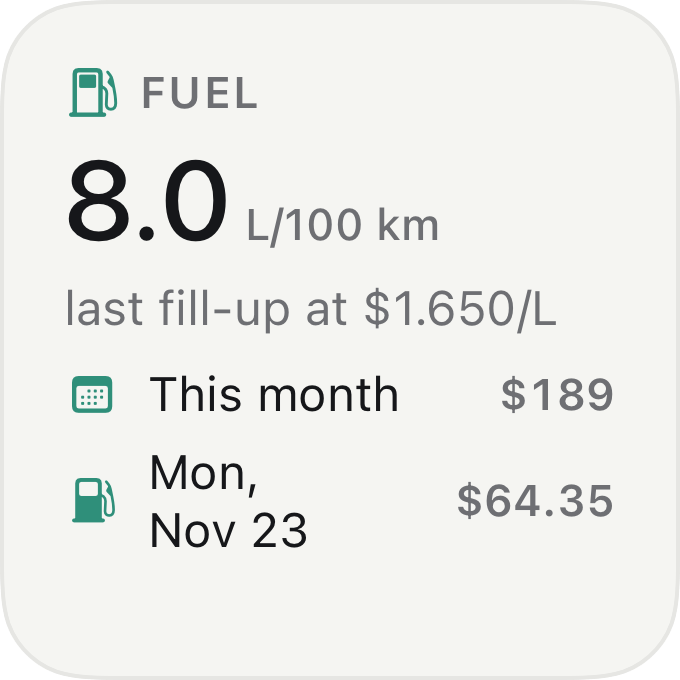 FUEL
8.0 L/100 km
last fill-up at $1.650/L
This month $189
Mon,
Nov 23
$64.35